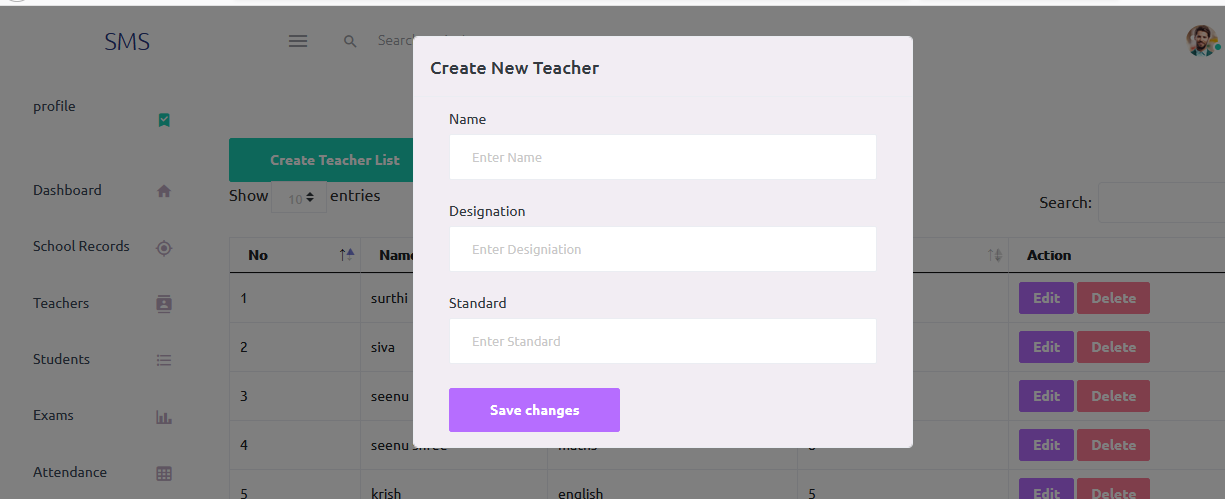 SMS
Search
Create New Teacher
profile
Name
Enter Name
Create Teacher List
Show 10 entries
Search:
Dashboard
Designation
Enter Designiation
School Records
No Name Action
Teachers
1 surthi Edit Delete
Standard
Enter Standard
2 siva Edit Delete
Students
3 seenu Edit Delete
Save changes
Exams
4 seenu shree maths Edit Delete
Attendance
5 krish english 5 Edit Delete